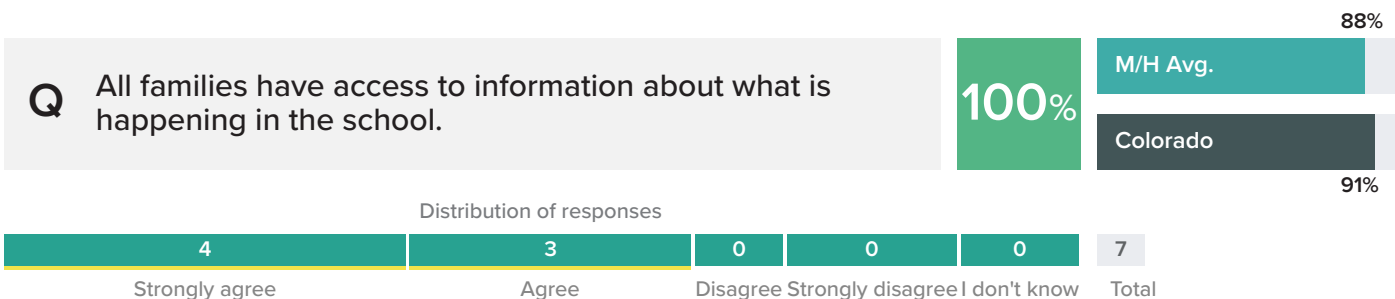 88%
Q
All families have access to information about what is
happening in the school.
100%
M/H Avg.
Colorado
91%
Distribution of responses
4 3 0 0 0 7
Strongly agree Agree Disagree Strongly disagree I don't know Total